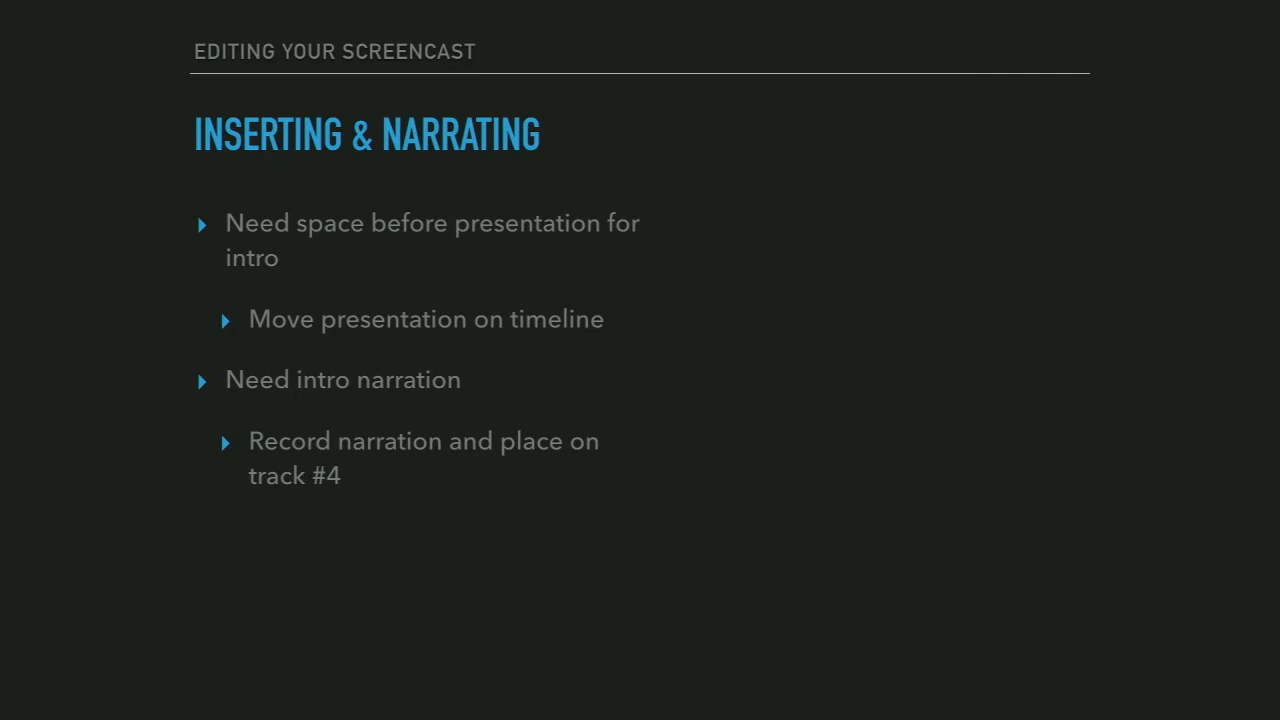 EDITING YOUR SCREENCAST
INSERTING & NARRATING
Need space before presentation for
intro
Move presentation on timeline
Need intro narration
Record narration and place on
track #4